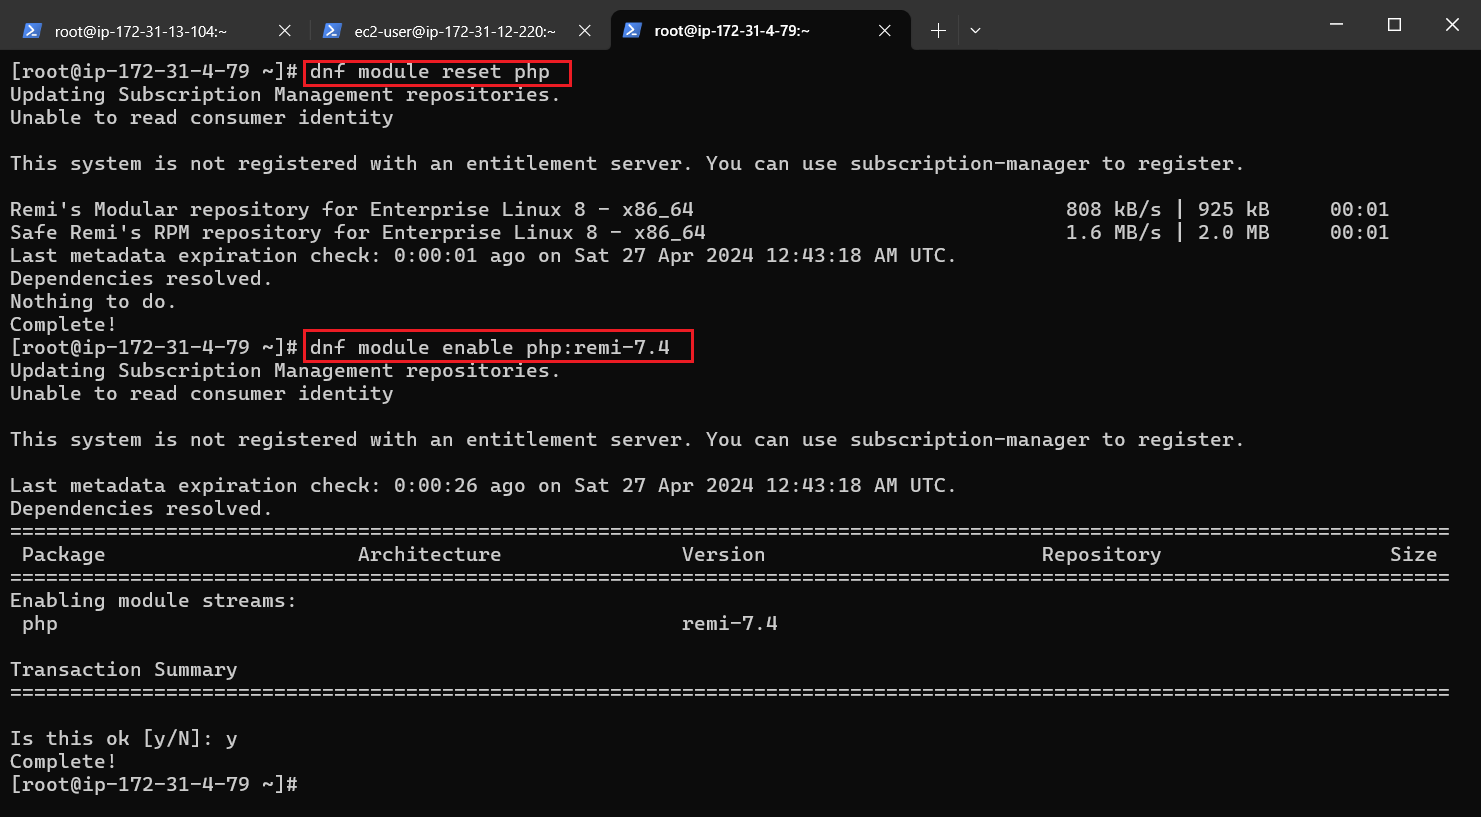 root@ip-172-31-13-104:~ ec2-user@ip-172-31-12-220:~ root@ip-172-31-4-79:~
[root@ip-172-31-4-79 ~]# dnf module reset php
Updating Subscription Management repositories.
Unable to read consumer identity
This system is not registered with an entitlement server. You can use subscription-manager to register.
Remi's Modular repository for Enterprise Linux 8 - x86_64 808 kB/s | 925 kB 00:01
Safe Remi's RPM repository for Enterprise Linux 8 - x86_64 1.6 MB/s | 2.0 MB 00:01
Last metadata expiration check: 0:00:01 ago on Sat 27 Apr 2024 12:43:18 AM UTC.
Dependencies resolved.
Nothing to do.
Complete!
[root@ip-172-31-4-79 ~]# dnf module enable php:remi-7.4
Updating Subscription Management repositories.
Unable to read consumer identity
This system is not registered with an entitlement server. You can use subscription-manager to register.
Last metadata expiration check: 0:00:26 ago on Sat 27 Apr 2024 12:43:18 AM UTC.
Dependencies resolved.
========================================================================================================================
Package Architecture Version Repository Size
========================================================================================================================
Enabling module streams:
php remi-7.4
Transaction Summary
========================================================================================================================
Is this ok [y/N]: y
Complete!
[root@ip-172-31-4-79 ~]#